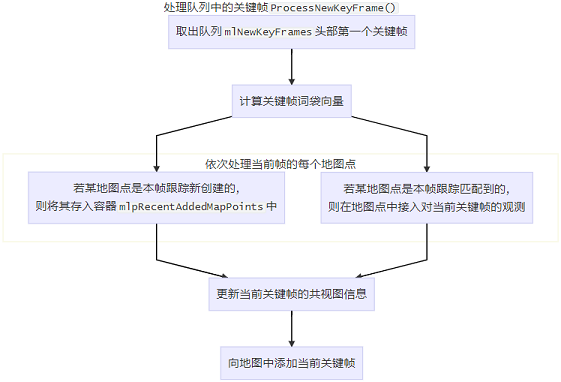 处理队列中的关键帧 ProcessNewKeyFrame()
取出队列 mlNewKeyFrames 头部第一个关键帧
计算关键帧词袋向量
依次处理当前帧的每个地图点
若某地图点是本帧跟踪新创建的，
则将其存入容器 mlpRecentAddedMapPoints 中
若某地图点是本帧跟踪匹配到的，
则在地图点中接入对当前关键帧的观测
更新当前关键帧的共视图信息
向地图中添加当前关键帧